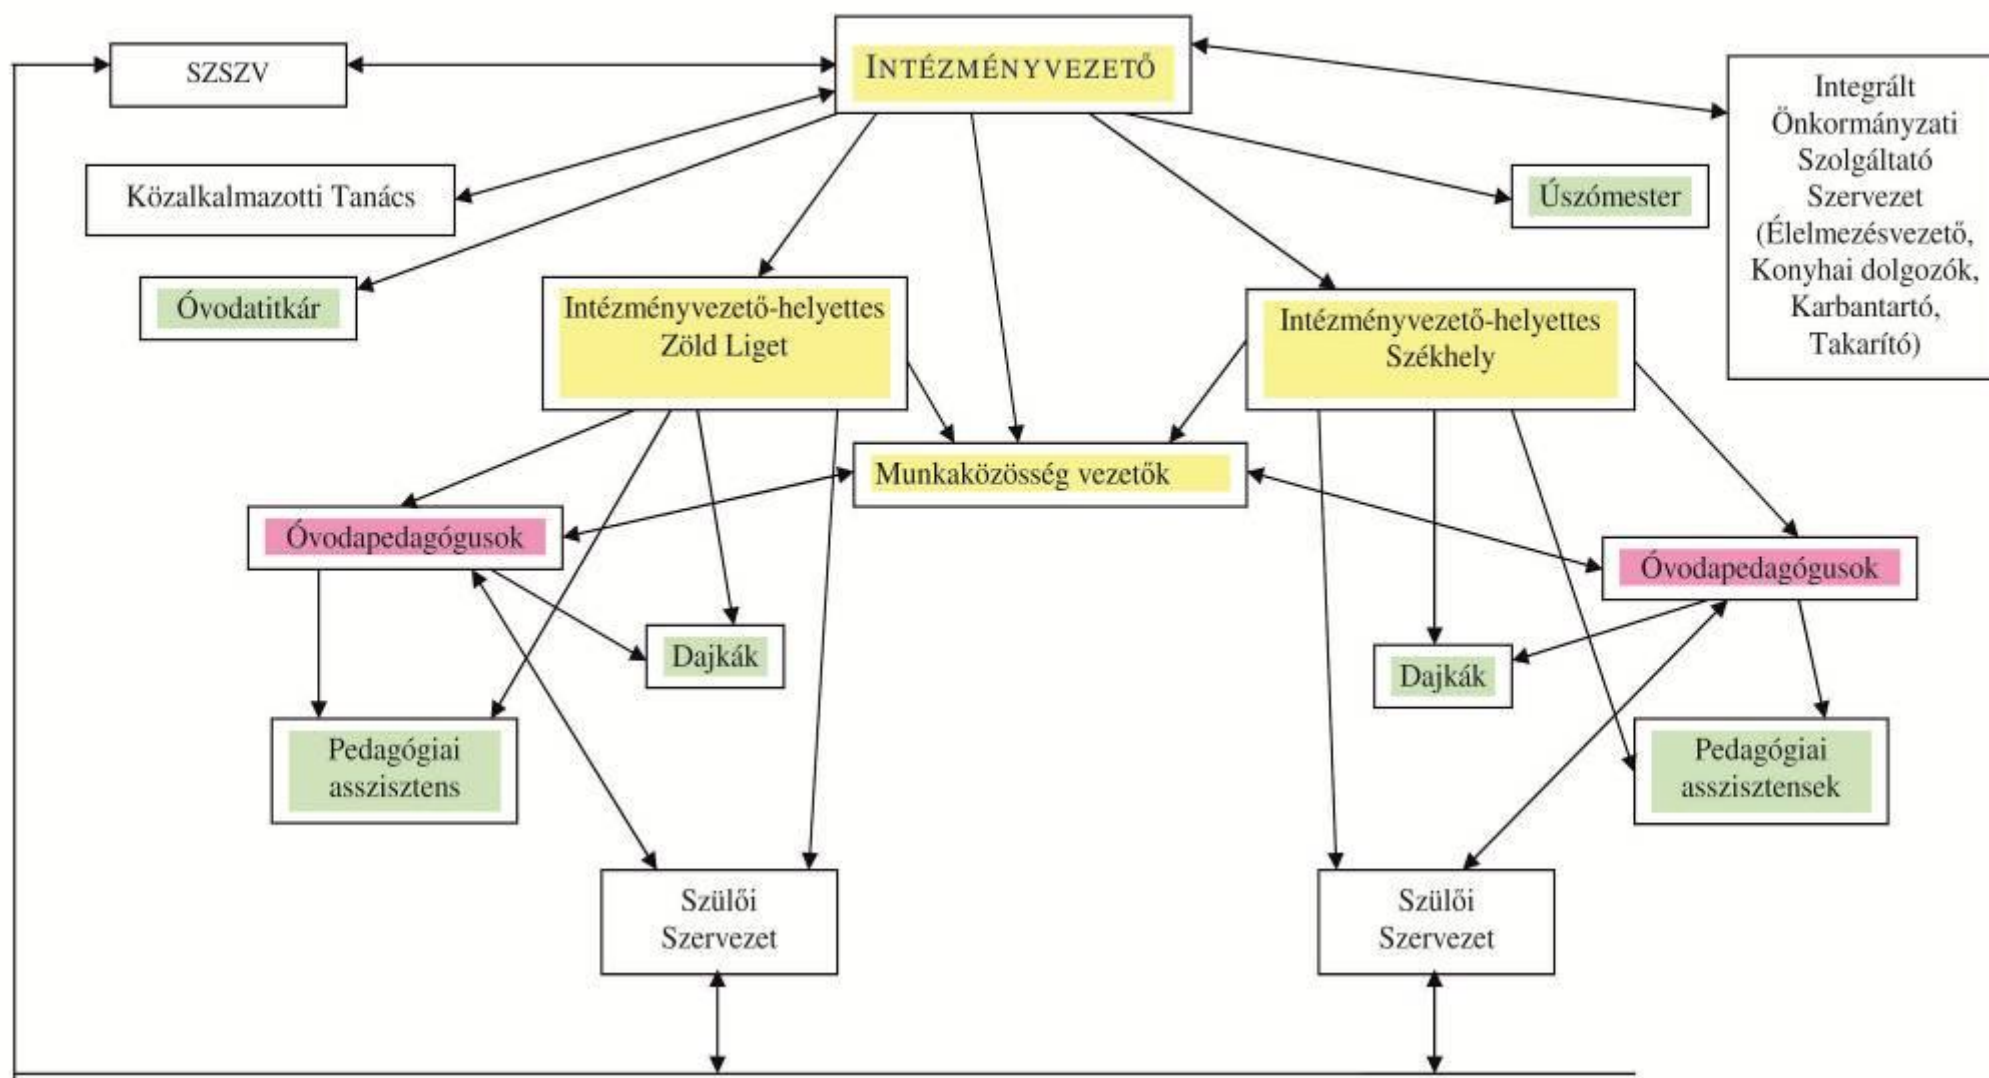 SZSZV
INTÉZMÉNYVEZETŐ
Integrált
Önkormányzati
Szolgáltató
Szervezet
(Élelmezésvezető,
Konyhai dolgozók,
Karbantartó,
Takarító)
Közalkalmazotti Tanács
Úszómester
Óvodatitkár
Intézményvezető-helyettes
Zöld Liget
Intézményvezető-helyettes
Székhely
Munkaközösség vezetők
Óvodapedagógusok
Óvodapedagógusok
Dajkák
Dajkák
Pedagógiai
asszisztens
Pedagógiai
asszisztensek
Szülői
Szervezet
Szülői
Szervezet